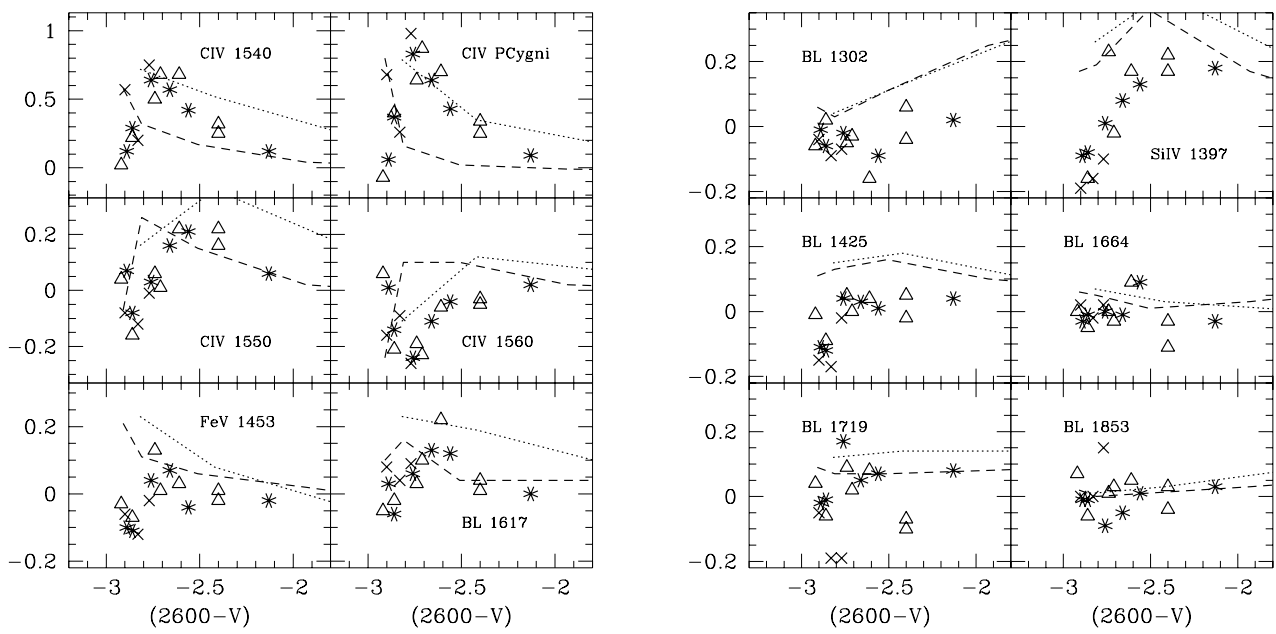 1
0.5
0
CIV 1540
CIV PCygni
0.2
0
−0.2
CIV 1550
CIV 1560
0.2
0
−0.2
FeV 1453
BL 1617
−3
−2.5
−2
−3
−2.5
−2
(2600−V)
(2600−V)
0.2
0
−0.2
BL 1302
SiIV 1397
0.2
0
−0.2
BL 1425
BL 1664
0.2
0
−0.2
BL 1719
BL 1853
−3
−2.5
−2
−3
−2.5
−2
(2600−V)
(2600−V)